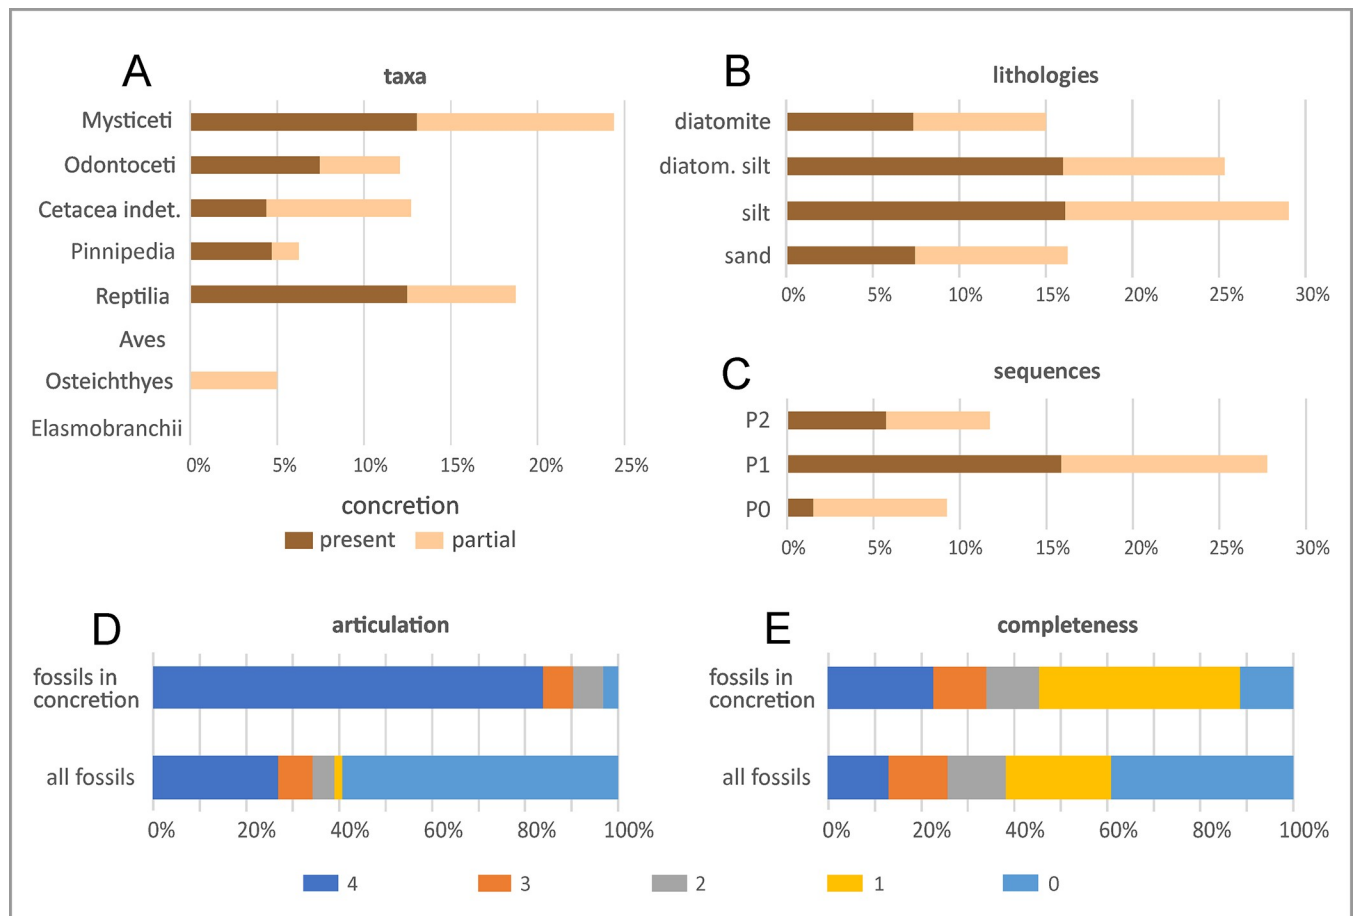 A
taxa
Mysticeti
Odontoceti
Cetacea indet.
Pinnipedia
Reptilia
Aves
Osteichthyes
Elasmobranchii
0% 5% 10% 15% 20% 25%
concretion
present partial
B
lithologies
diatomite
diatom. silt
silt
sand
0% 5% 10% 15% 20% 25% 30%
C
sequences
P2
P1
P0
0% 5% 10% 15% 20% 25% 30%
D
articulation
fossils in
concretion
all fossils
0% 20% 40% 60% 80% 100%
E
completeness
fossils in
concretion
all fossils
0% 20% 40% 60% 80% 100%
4 3 2 1 0